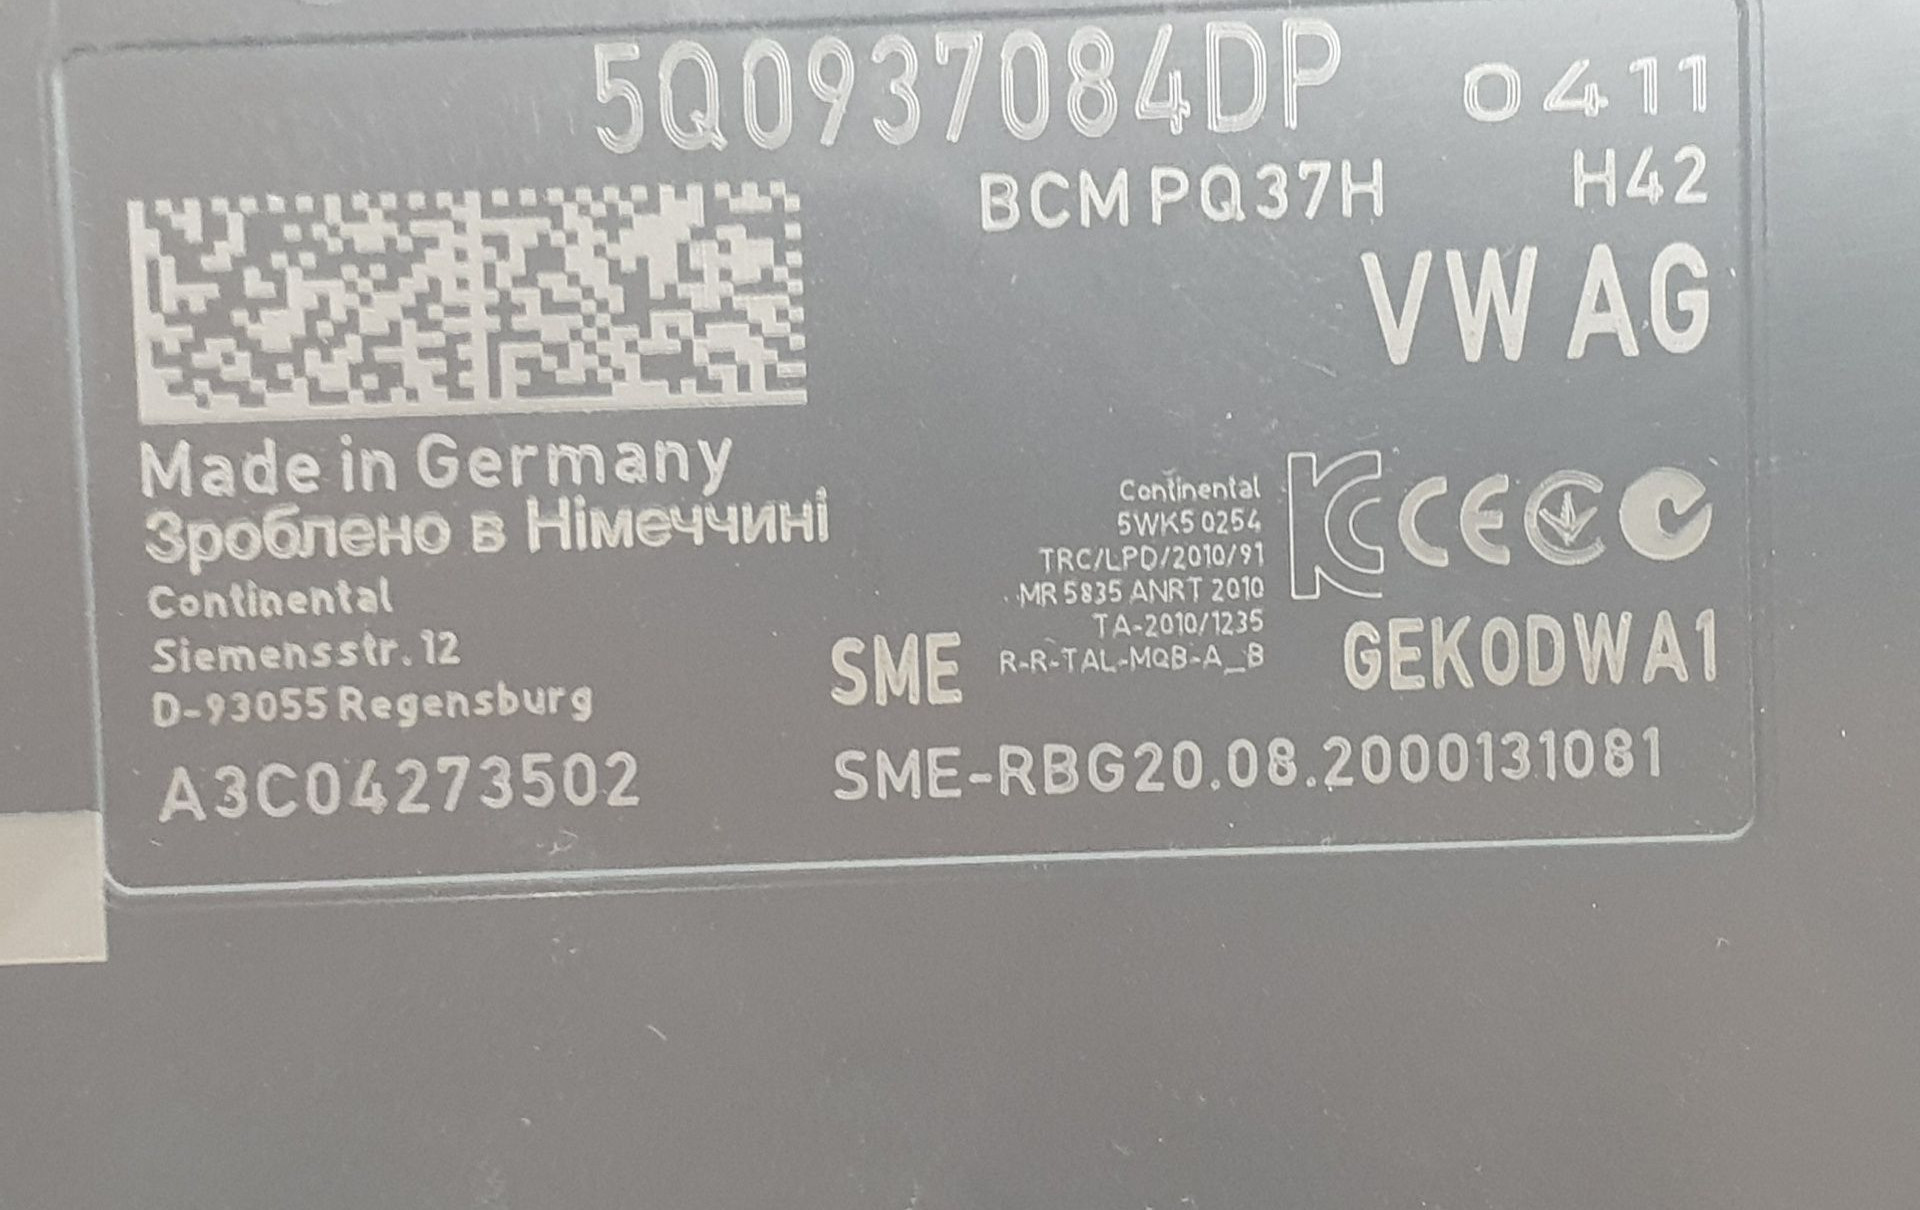 5Q0937084DP 0411
BCM PQ37H H42
VW AG
Made in Germany
Зроблено в Німеччині
Continental
Siemensstr. 12
D-93055 Regensburg
A3C04273502
Continental
5WK5 0254
TRC/LPD/2010/91
MR 5835 ANRT 2010
TA-2010/1235
R-R-TAL-MQB-A_B
CE
SME GEK0DWA1
SME-RBG20.08.2000131081